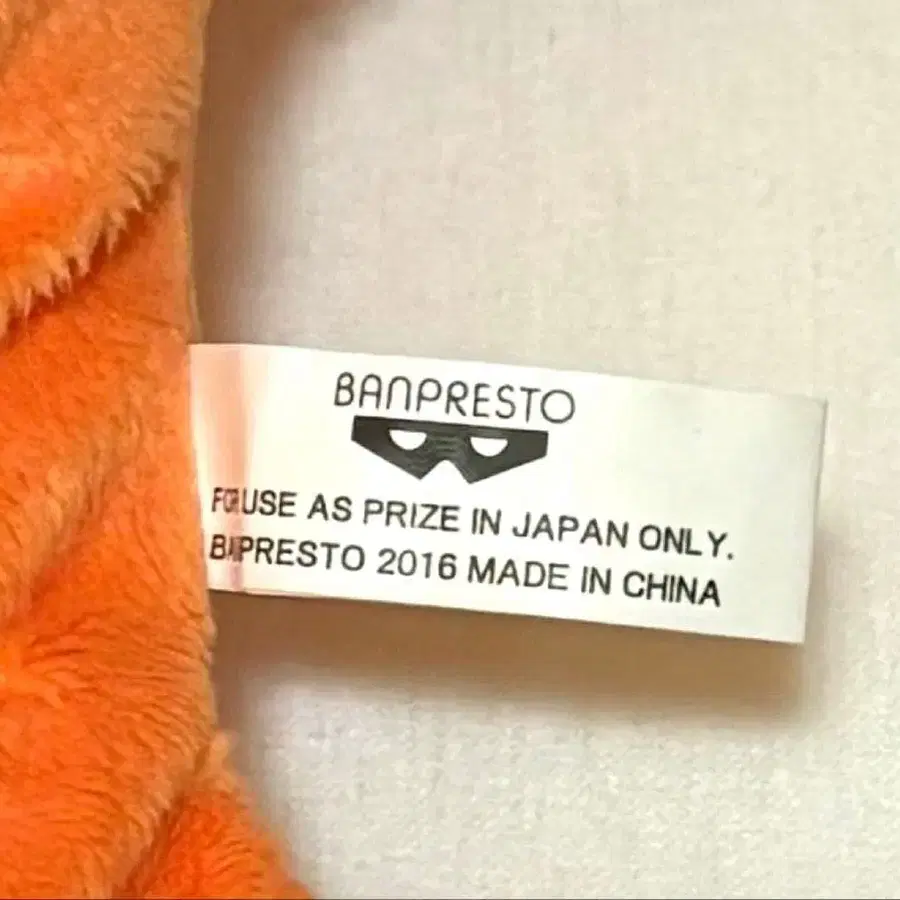 BANPRESTO
FOR USE AS PRIZE IN JAPAN ONLY.
BANPRESTO 2016 MADE IN CHINA